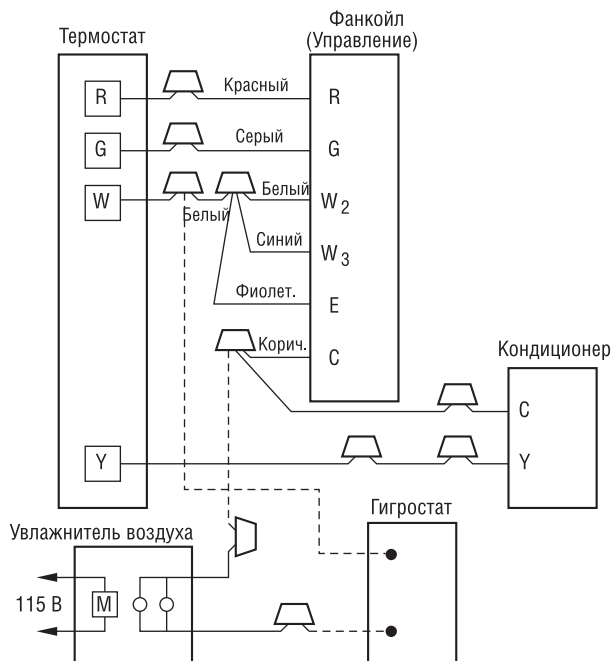 Термостат
Фанкойл
(Управление)
R
Красный
R
G
Серый
G
W
Белый
Белый
W2
Синий
W3
Фиолет.
E
Корич.
C
Кондиционер
C
Y
Y
Гигростат
Увлажнитель воздуха
115 В
M